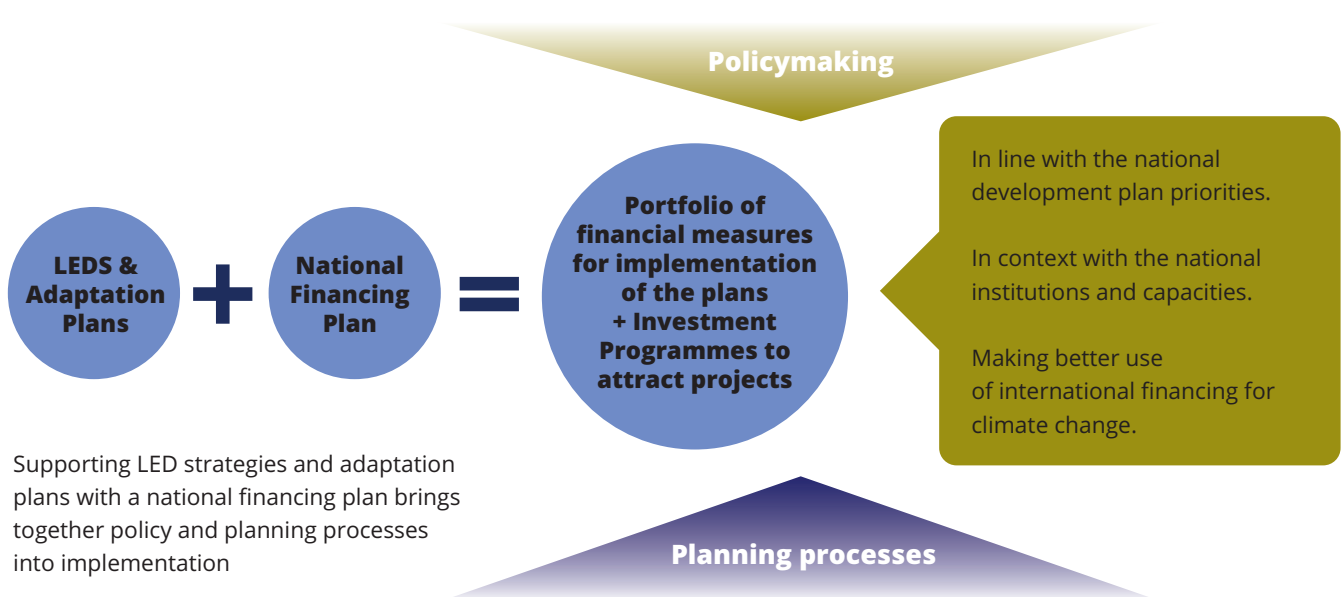 Policymaking
LEDS &
Adaptation
Plans
+
National
Financing
Plan
=
Portfolio of
financial measures
for implementation
of the plans
+ Investment
Programmes to
attract projects
In line with the national
development plan priorities.
In context with the national
institutions and capacities.
Making better use
of international financing for
climate change.
Supporting LED strategies and adaptation
plans with a national financing plan brings
together policy and planning processes
into implementation
Planning processes